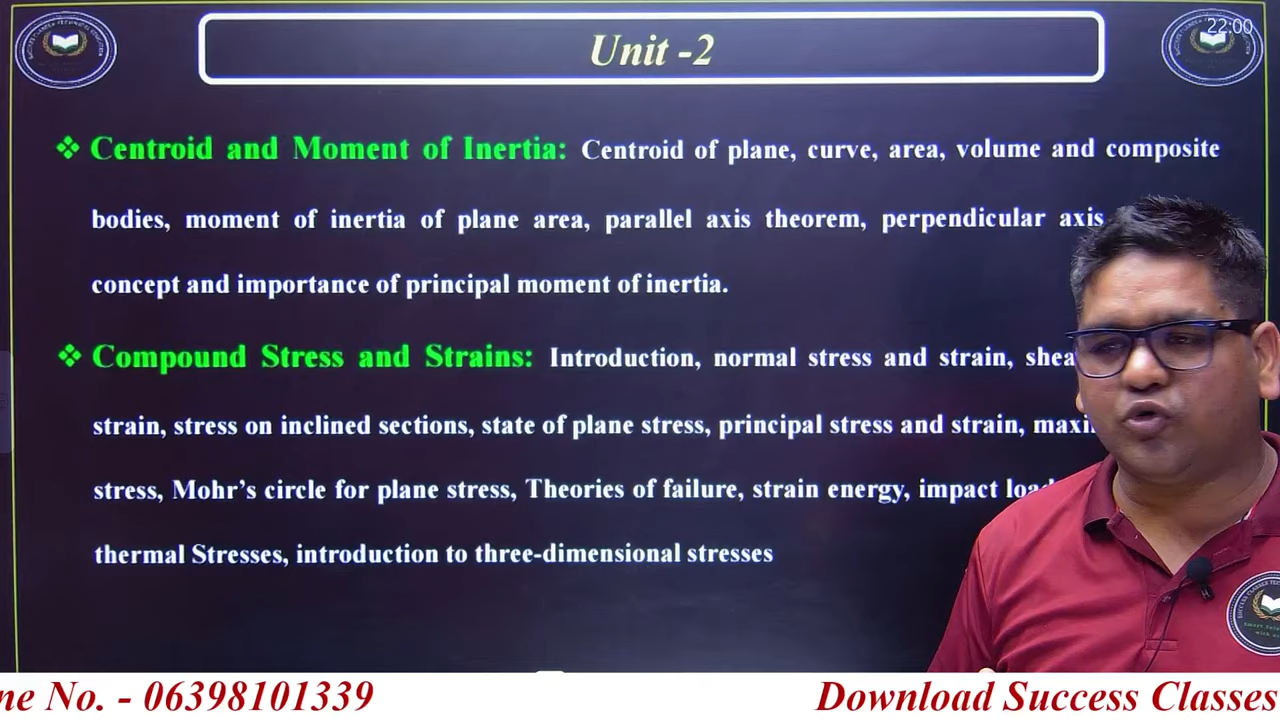 22:00
Unit -2
❖ Centroid and Moment of Inertia: Centroid of plane, curve, area, volume and composite
bodies, moment of inertia of plane area, parallel axis theorem, perpendicular axis
concept and importance of principal moment of inertia.
❖ Compound Stress and Strains: Introduction, normal stress and strain, shea
strain, stress on inclined sections, state of plane stress, principal stress and strain, maxi
stress, Mohr's circle for plane stress, Theories of failure, strain energy, impact loa
thermal Stresses, introduction to three-dimensional stresses
ne No. - 06398101339
Download Success Classes